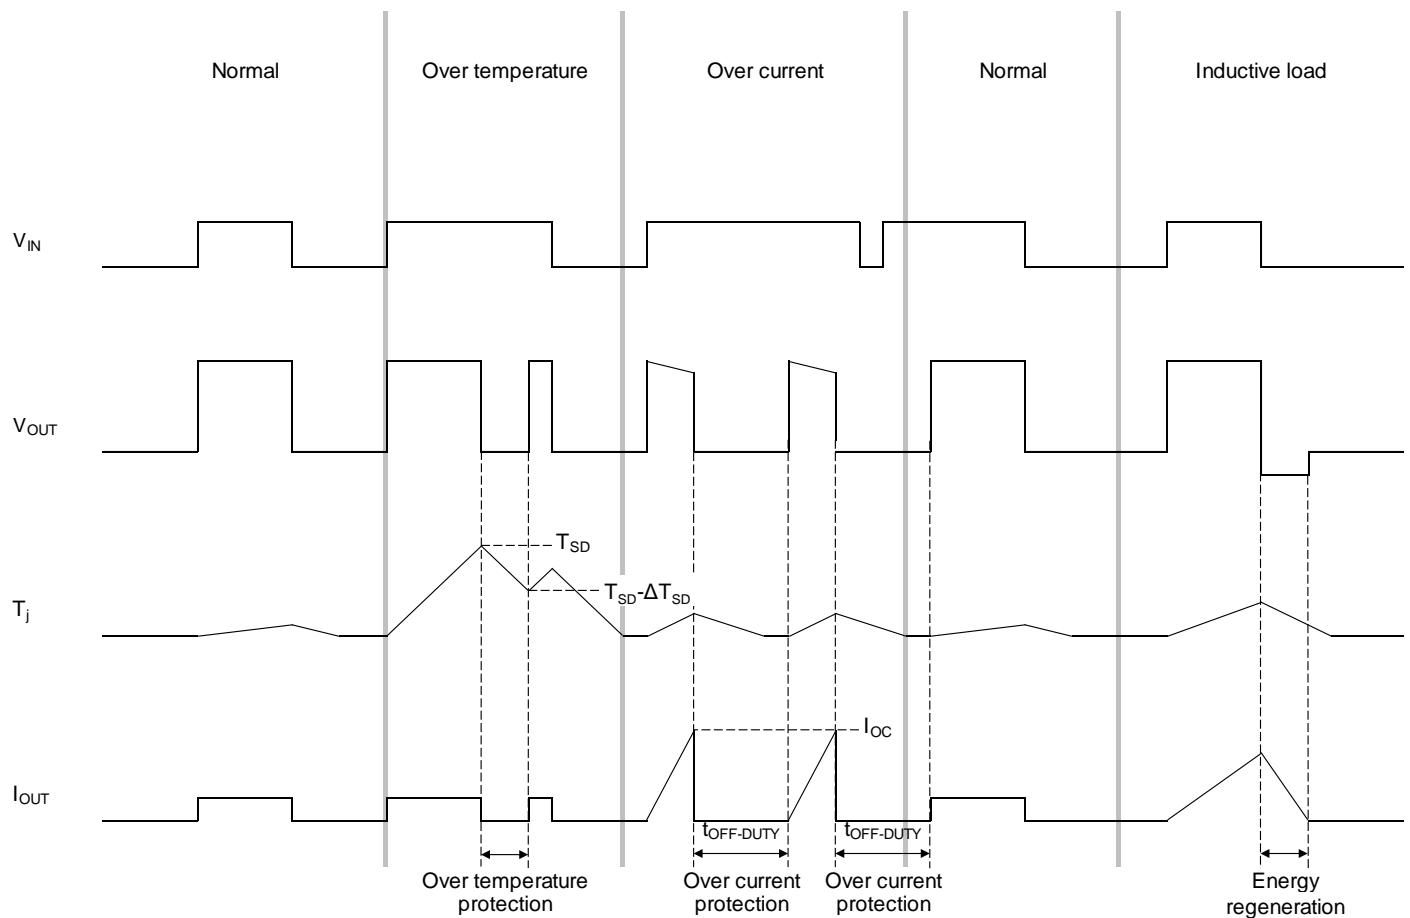 Normal
Over temperature
Over current
Normal
Inductive load
VIN
VOUT
TSD
TSD-ΔTSD
Tj
IOC
IOUT
tOFF-DUTY
tOFF-DUTY
Over temperature
protection
Over current
protection
Over current
protection
Energy
regeneration